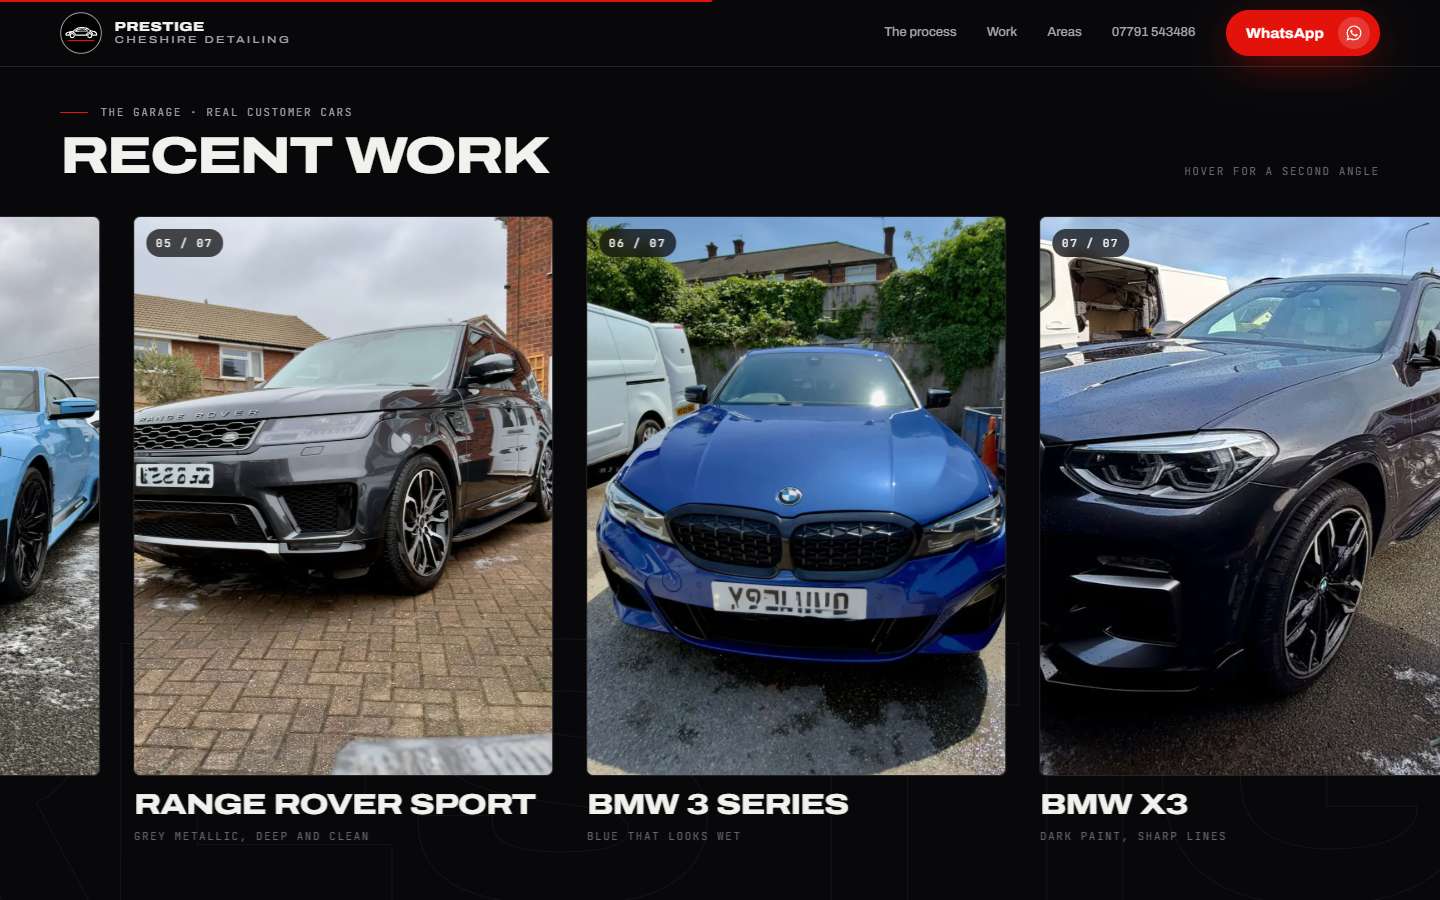 PRESTIGE
CHESHIRE DETAILING
The process
Work
Areas
07791 543486
WhatsApp
THE GARAGE · REAL CUSTOMER CARS
RECENT WORK
HOVER FOR A SECOND ANGLE
05 / 07
06 / 07
07 / 07
RANGE ROVER
RANGE ROVER SPORT
BMW 3 SERIES
BMW X3
GREY METALLIC, DEEP AND CLEAN
BLUE THAT LOOKS WET
DARK PAINT, SHARP LINES